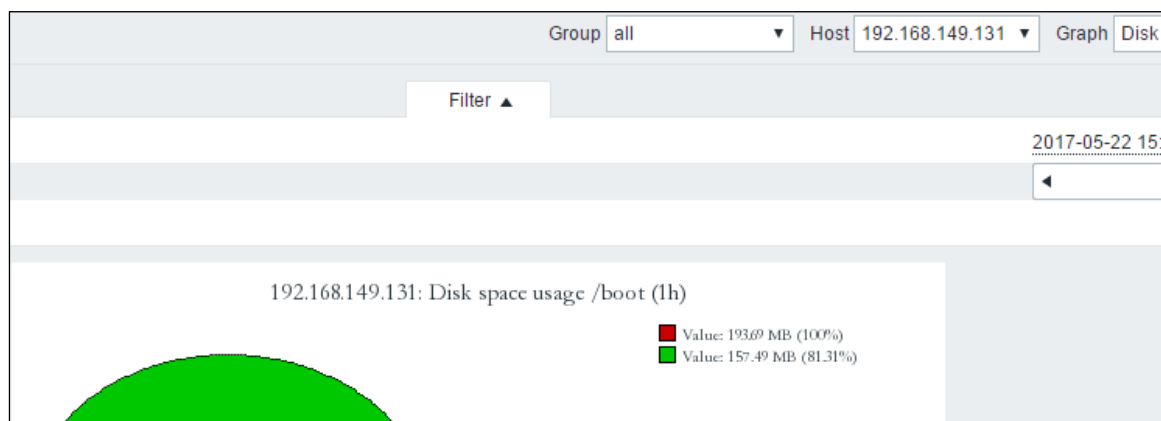 Group all Host 192.168.149.131 Graph Disk
Filter
2017-05-22 15:
192.168.149.131: Disk space usage /boot (1h)
Value: 193.69 MB (100%)
Value: 157.49 MB (81.31%)